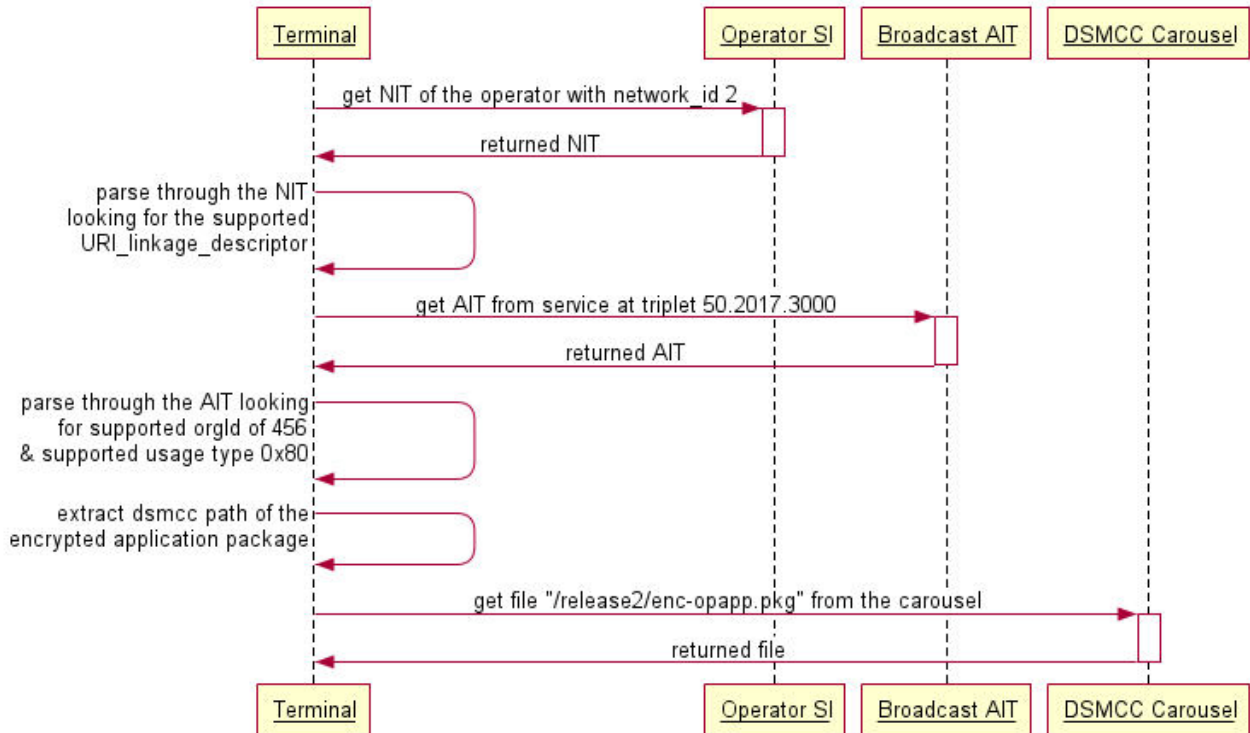 Terminal
Operator SI
Broadcast AIT
DSMCC Carousel
get NIT of the operator with network_id 2
returned NIT
parse through the NIT
looking for the supported
URI_linkage_descriptor
get AIT from service at triplet 50.2017.3000
returned AIT
parse through the AIT looking
for supported orgId of 456
& supported usage type 0x80
extract dsmcc path of the
encrypted application package
get file "/release2/enc-opapp.pkg" from the carousel
returned file
Terminal
Operator SI
Broadcast AIT
DSMCC Carousel